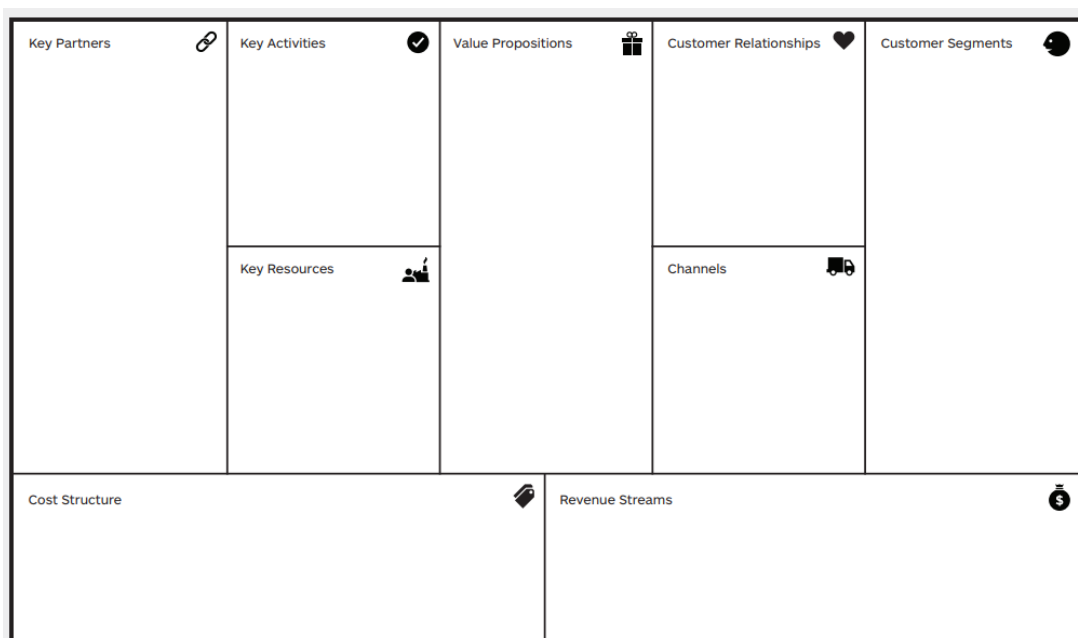 Key Partners
Key Activities
Value Propositions
Customer Relationships
Customer Segments
Key Resources
Channels
Cost Structure
Revenue Streams
$